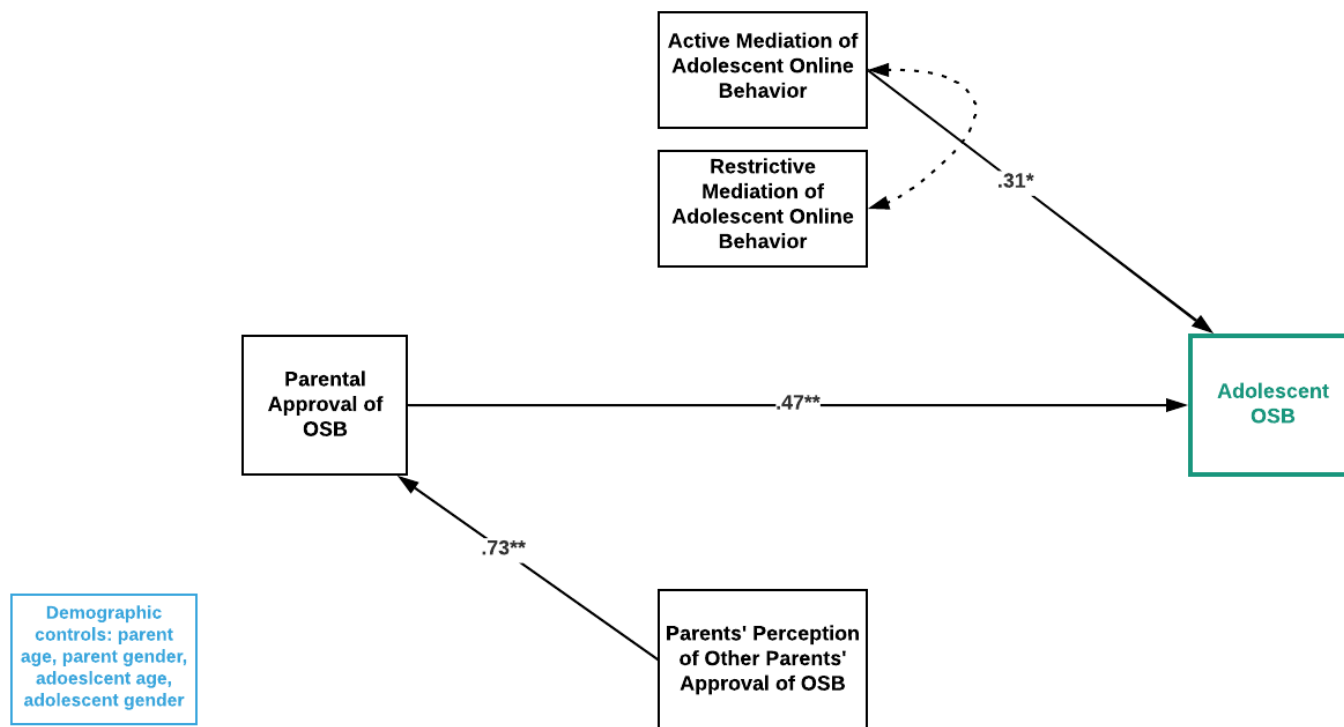 Active Mediation of
Adolescent Online
Behavior
Restrictive
Mediation of
Adolescent Online
Behavior
.31*
Parental
Approval of
OSB
.47**
Adolescent
OSB
.73**
Demographic
controls: parent
age, parent gender,
adoeslcent age,
adolescent gender
Parents' Perception
of Other Parents'
Approval of OSB